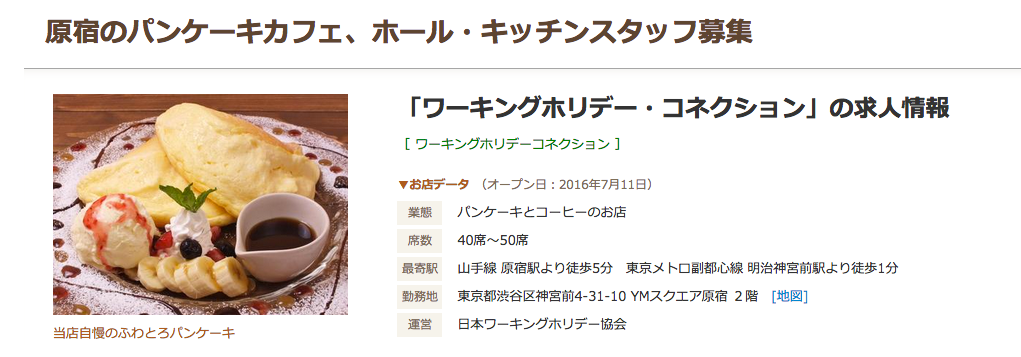 原宿のパンケーキカフェ、ホール・キッチンスタッフ募集
「ワーキングホリデー・コネクション」の求人情報
[ ワーキングホリデーコネクション ]
▼お店データ （オープン日：2016年7月11日）
業態 パンケーキとコーヒーのお店
席数 40席〜50席
最寄駅 山手線 原宿駅より徒歩5分 東京メトロ副都心線 明治神宮前駅より徒歩1分
勤務地 東京都渋谷区神宮前4-31-10 YMスクエア原宿 ２階 [地図]
運営 日本ワーキングホリデー協会
当店自慢のふわとろパンケーキ